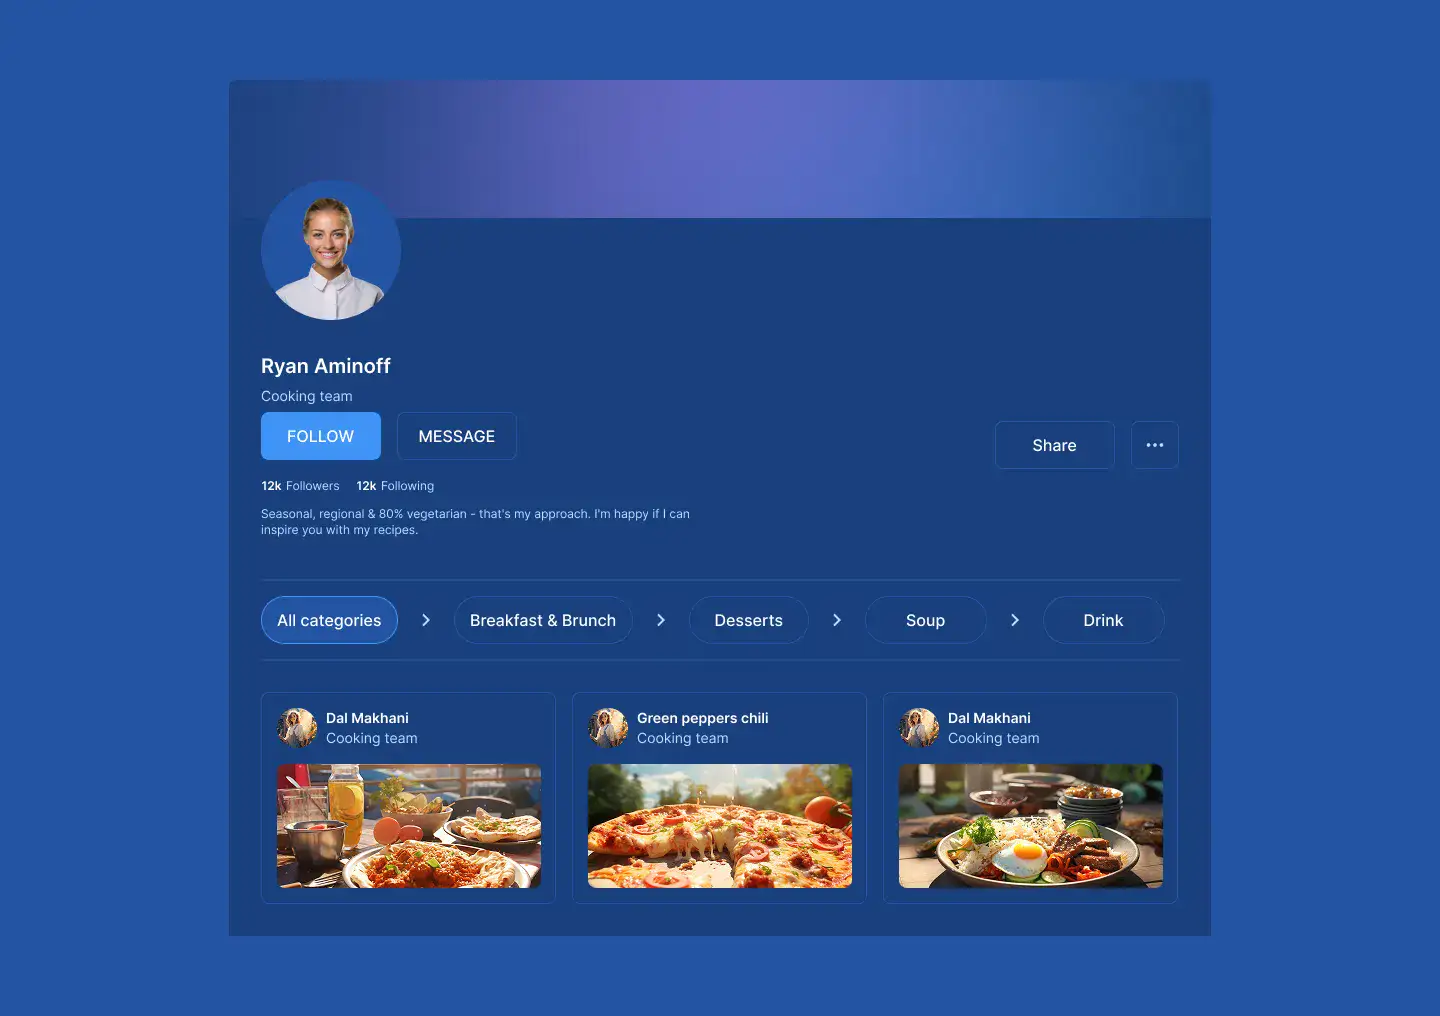 Ryan Aminoff
Cooking team
FOLLOW
MESSAGE
Share
12k Followers 12k Following
Seasonal, regional & 80% vegetarian - that's my approach. I'm happy if I can
inspire you with my recipes.
All categories
Breakfast & Brunch
Desserts
Soup
Drink
Dal Makhani
Cooking team
Green peppers chili
Cooking team
Dal Makhani
Cooking team